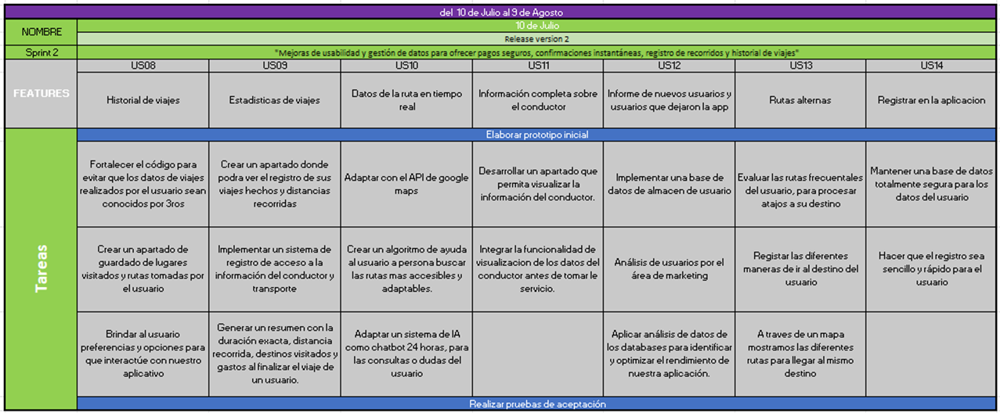 del 10 de Julio al 9 de Agosto
NOMBRE
10 de Julio
Release version 2
Sprint 2
"Mejoras de usabilidad y gestión de datos para ofrecer pagos seguros, confirmaciones instantáneas, registro de recorridos y historial de viajes"
FEATURES
US08
US09
US10
US11
US12
US13
US14
Historial de viajes
Estadisticas de viajes
Datos de la ruta en tiempo
real
Información completa sobre
el conductor
Informe de nuevos usuarios y
usuarios que dejaron la app
Rutas alternas
Registrar en la aplicacion
Tareas
Elaborar prototipo inicial
Fortalecer el código para
evitar que los datos de viajes
realizados por el usuario sean
conocidos por 3ros
Crear un apartado donde
podra ver el registro de sus
viajes hechos y distancias
recorridas
Adaptar con el API de google
maps
Desarrollar un apartado que
permita visualizar la
información del conductor.
Implementar una base de
datos de almacen de usuario
Evaluar las rutas frecuentales
del usuario, para procesar
atajos a su destino
Mantener una base de datos
totalmente segura para los
datos del usuario
Crear un apartado de
guardado de lugares
visitados y rutas tomadas por
el usuario
Implementar un sistema de
registro de acceso a la
información del conductor y
transporte
Crear un algoritmo de ayuda
al usuario a persona buscar
las rutas mas accesibles y
adaptables.
Integrar la funcionalidad de
visualizacion de los datos del
conductor antes de tomar le
servicio.
Análisis de usuarios por el
área de marketing
Registar las diferentes
maneras de ir al destino del
usuario
Hacer que el registro sea
sencillo y rápido para el
usuario
Brindar al usuario
preferencias y opciones para
que interactúe con nuestro
aplicativo
Generar un resumen con la
duración exacta, distancia
recorrida, destinos visitados y
gastos al finalizar el viaje de
un usuario.
Adaptar un sistema de IA
como chatbot 24 horas, para
las consultas o dudas del
usuario
Aplicar análisis de datos de
los databases para identificar
y optimizar el rendimiento de
nuestra aplicación.
A traves de un mapa
mostramos las diferentes
rutas para llegar al mismo
destino
Realizar pruebas de aceptación